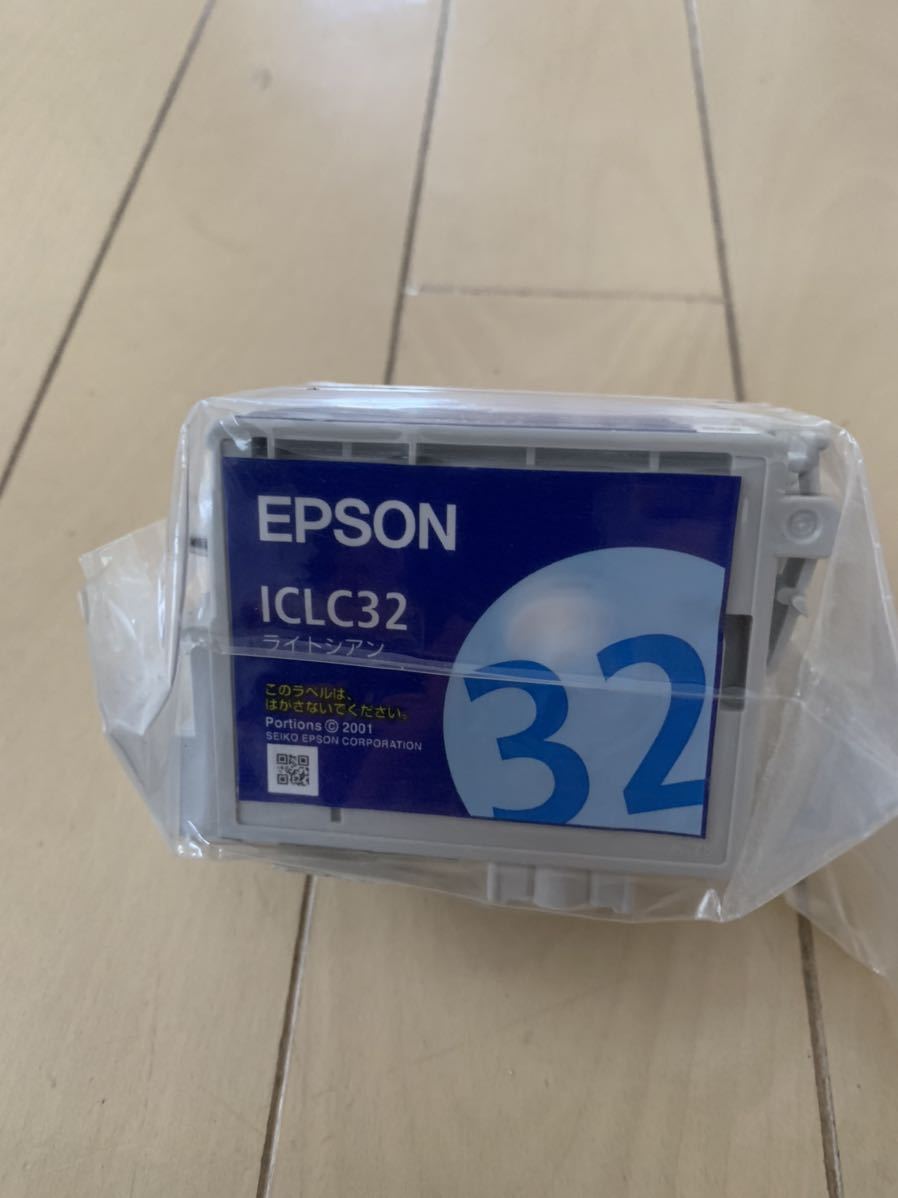 EPSON
ICLC32
ライトシアン
32
このラベルは、
はがさないでください。
Portions © 2001
SEIKO EPSON CORPORATION